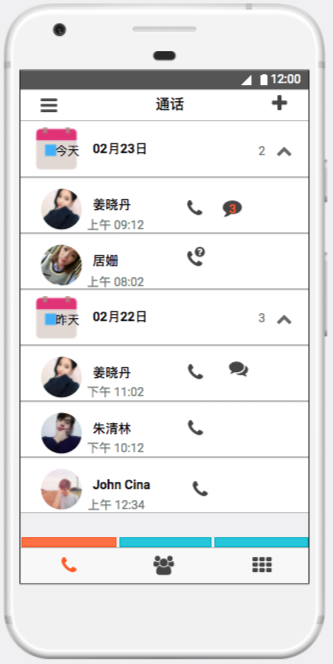 12:00
通话
今天
02月23日
2
姜晓丹
3
上午 09:12
居姗
?
上午 08:02
昨天
02月22日
3
姜晓丹
下午 11:02
朱清林
下午 10:12
John Cina
上午 12:34